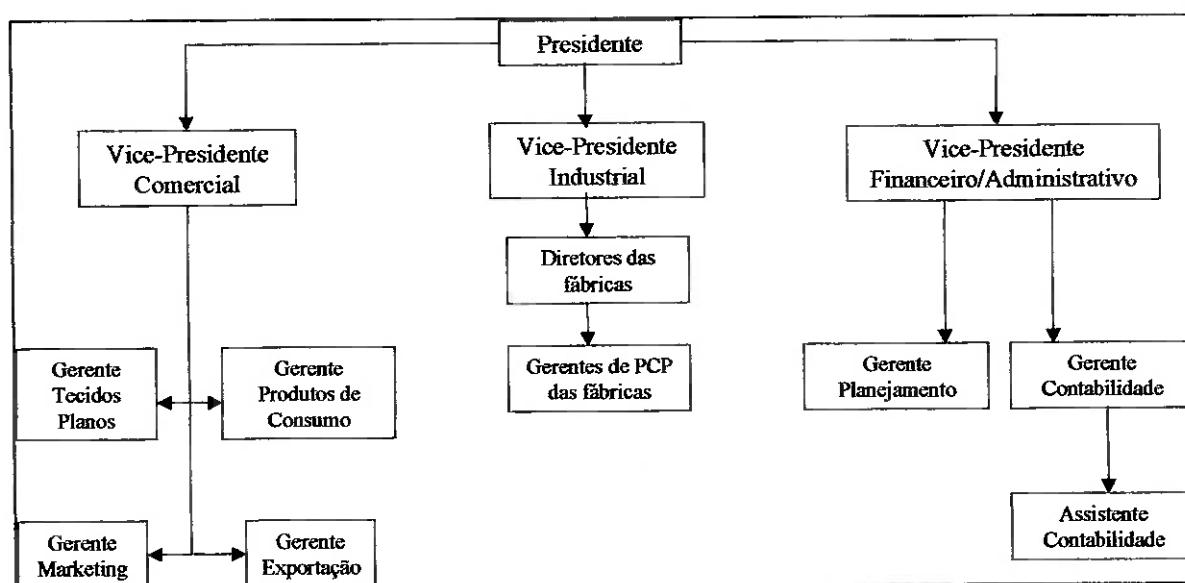 Presidente
Vice-Presidente
Comercial
Vice-Presidente
Industrial
Vice-Presidente
Financeiro/Administrativo
Diretores das
fábricas
Gerente
Tecidos
Planos
Gerente
Produtos de
Consumo
Gerentes de PCP
das fábricas
Gerente
Planejamento
Gerente
Contabilidade
Gerente
Marketing
Gerente
Exportação
Assistente
Contabilidade